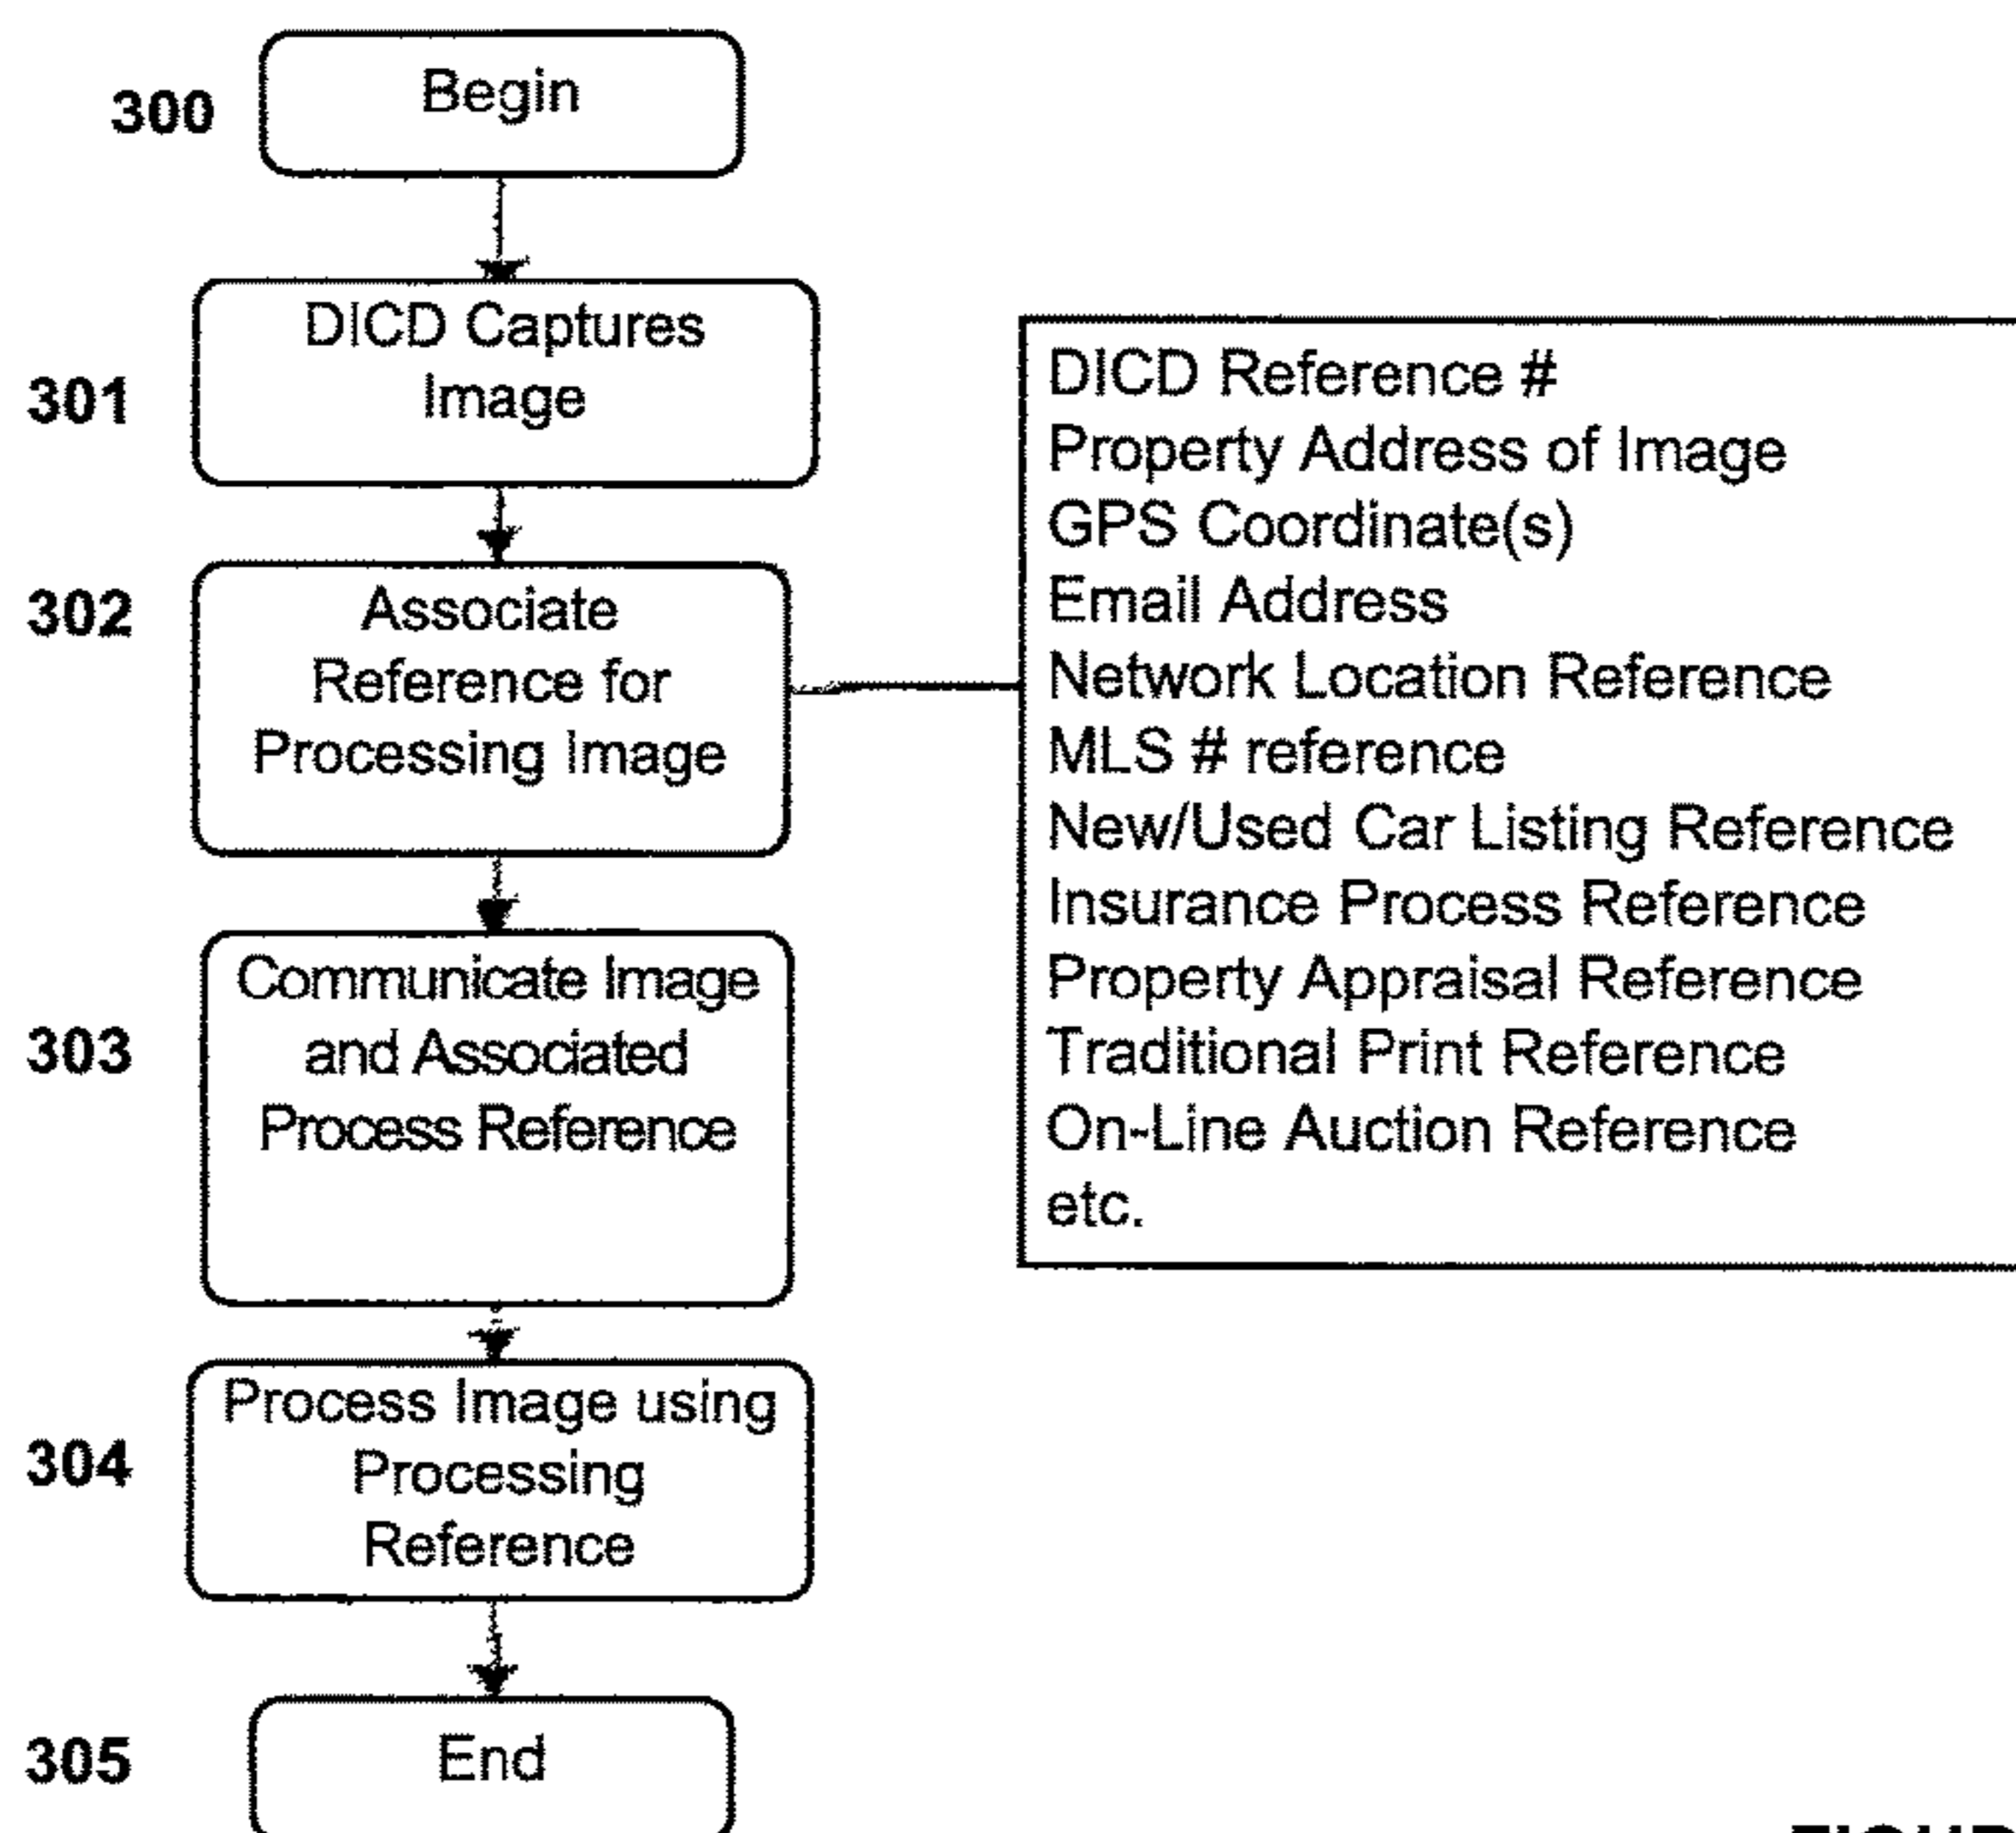 300
Begin
301
DICD Captures
Image
302
Associate
Reference for
Processing Image
DICD Reference #
Property Address of Image
GPS Coordinate(s)
Email Address
Network Location Reference
MLS # reference
New/Used Car Listing Reference
Insurance Process Reference
Property Appraisal Reference
Traditional Print Reference
On-Line Auction Reference
etc.
303
Communicate Image
and Associated
Process Reference
304
Process Image using
Processing
Reference
305
End